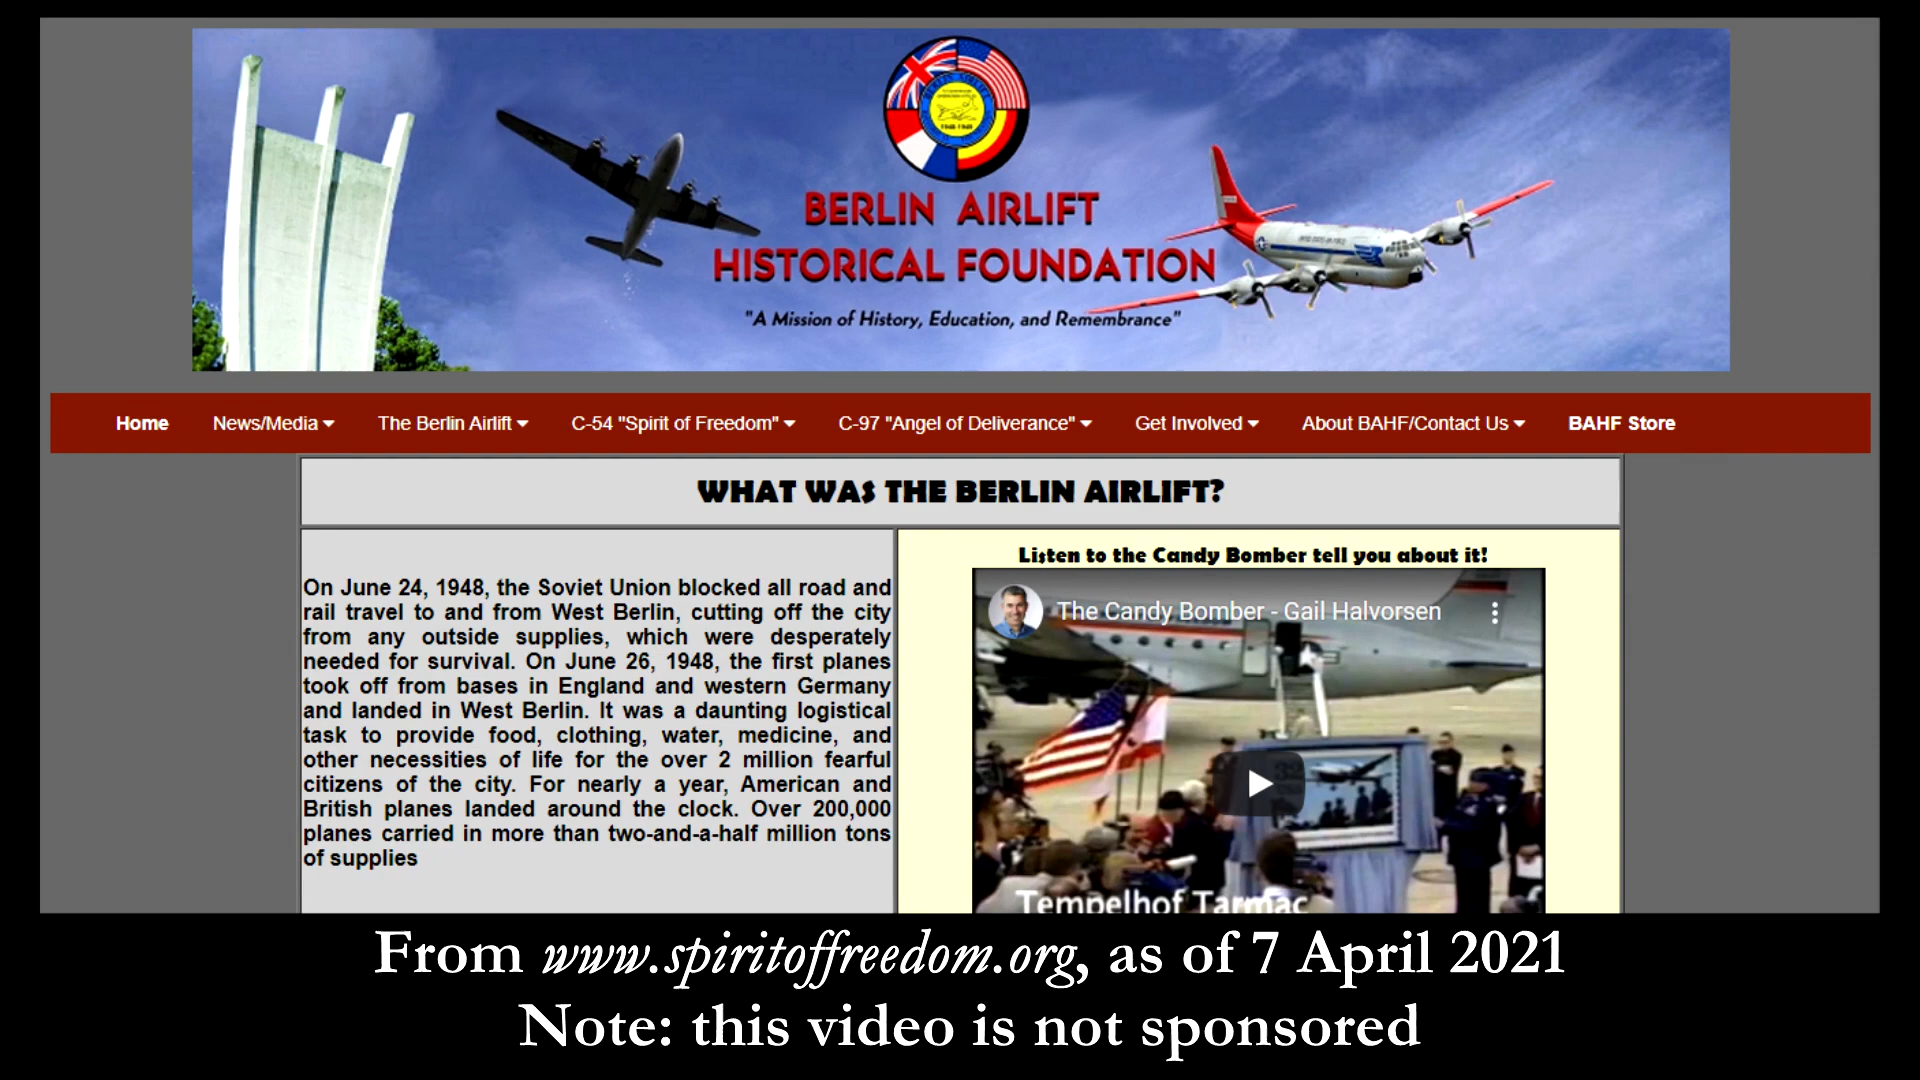 BERLIN AIRLIFT
HISTORICAL FOUNDATION
"A Mission of History, Education, and Remembrance"
Home News/Media The Berlin Airlift C-54 "Spirit of Freedom" C-97 "Angel of Deliverance" Get Involved About BAHF/Contact Us BAHF Store
WHAT WAS THE BERLIN AIRLIFT?
On June 24, 1948, the Soviet Union blocked all road and
rail travel to and from West Berlin, cutting off the city
from any outside supplies, which were desperately
needed for survival. On June 26, 1948, the first planes
took off from bases in England and western Germany
and landed in West Berlin. It was a daunting logistical
task to provide food, clothing, water, medicine, and
other necessities of life for the over 2 million fearful
citizens of the city. For nearly a year, American and
British planes landed around the clock. Over 200,000
planes carried in more than two-and-a-half million tons
of supplies
Listen to the Candy Bomber tell you about it!
The Candy Bomber - Gail Halvorsen
32
Tempelhof Tarmac
From www.spiritoffreedom.org, as of 7 April 2021
Note: this video is not sponsored